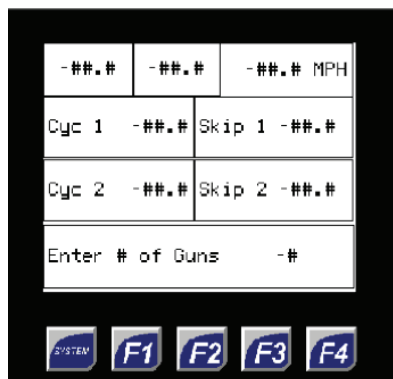 -##.# -##.# -##.# MPH
Cyc 1 -##.# Skip 1 -##.#
Cyc 2 -##.# Skip 2 -##.#
Enter # of Guns -#
SYSTEM F1 F2 F3 F4